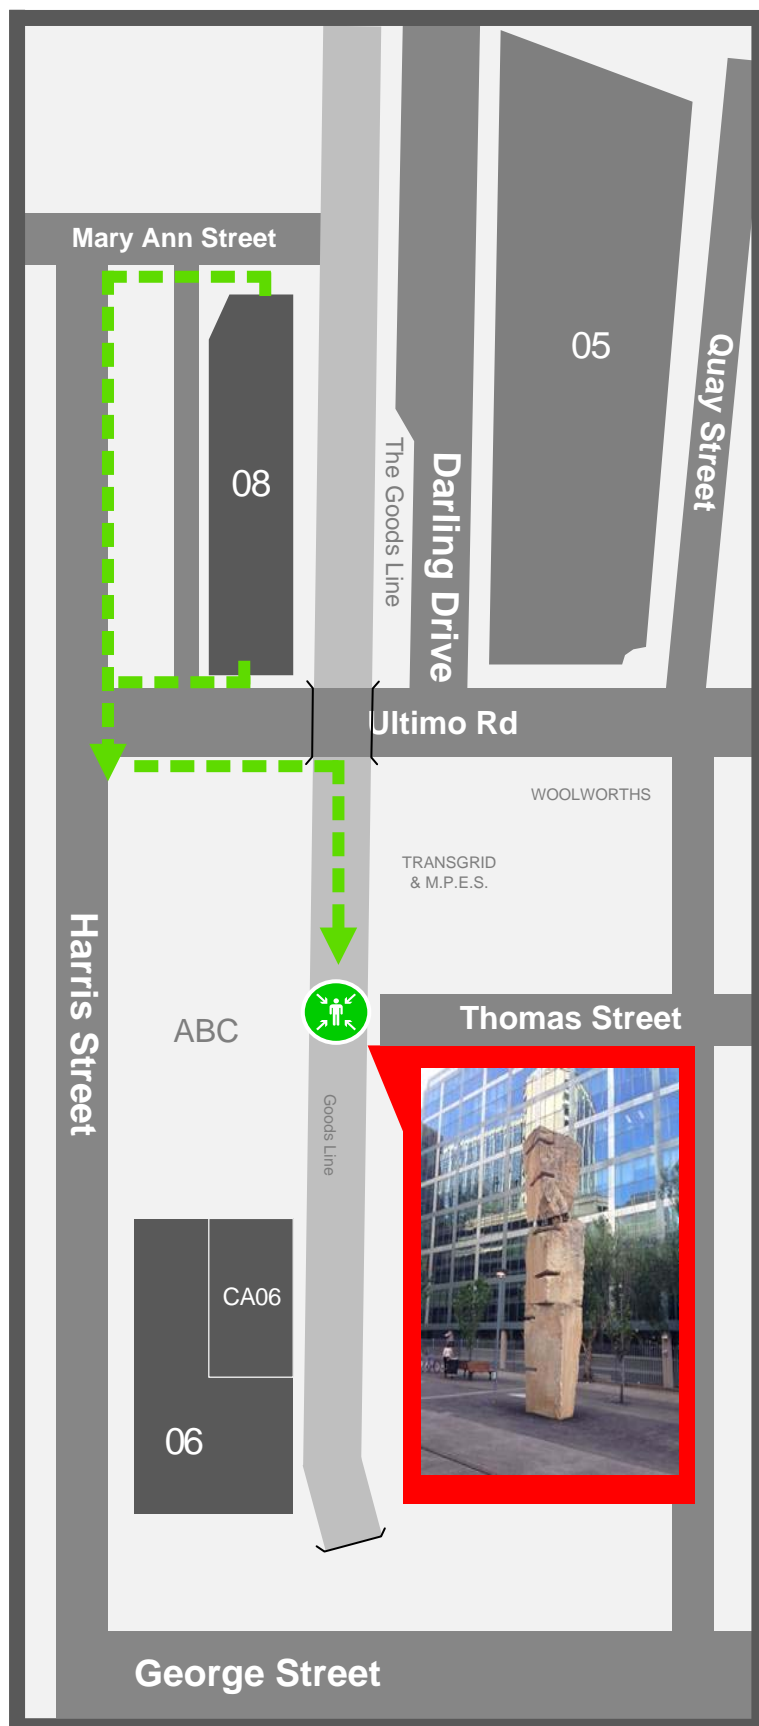 Mary Ann Street
05
Quay Street
08
The Goods Line
Darling Drive
Ultimo Rd
WOOLWORTHS
TRANSGRID
& M.P.E.S.
Harris Street
ABC
Thomas Street
Goods Line
CA06
06
George Street